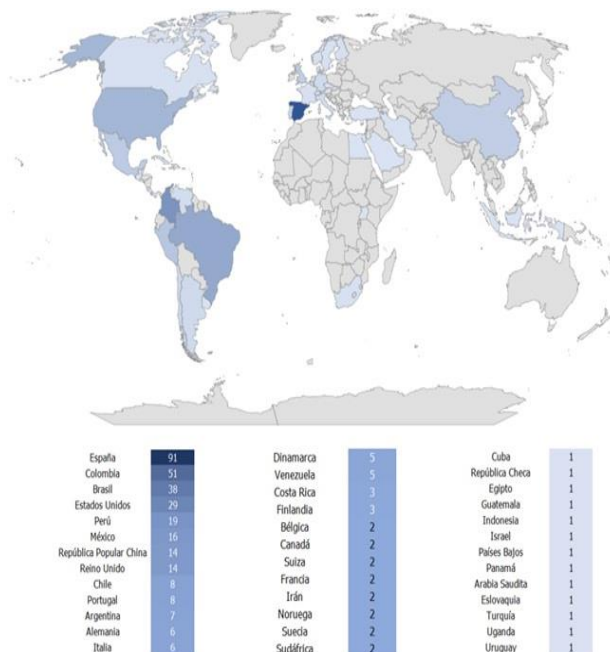 España 91
Colombia 51
Brasil 38
Estados Unidos 29
Perú 19
México 16
República Popular China 14
Reino Unido 14
Chile 8
Portugal 8
Argentina 7
Alemania 6
Italia 6
Dinamarca 5
Venezuela 5
Costa Rica 3
Finlandia 3
Bélgica 2
Canadá 2
Suiza 2
Francia 2
Irán 2
Noruega 2
Suecia 2
Sudáfrica 2
Cuba 1
República Checa 1
Egipto 1
Guatemala 1
Indonesia 1
Israel 1
Países Bajos 1
Panamá 1
Arabia Saudita 1
Eslovaquia 1
Turquía 1
Uganda 1
Uruguay 1